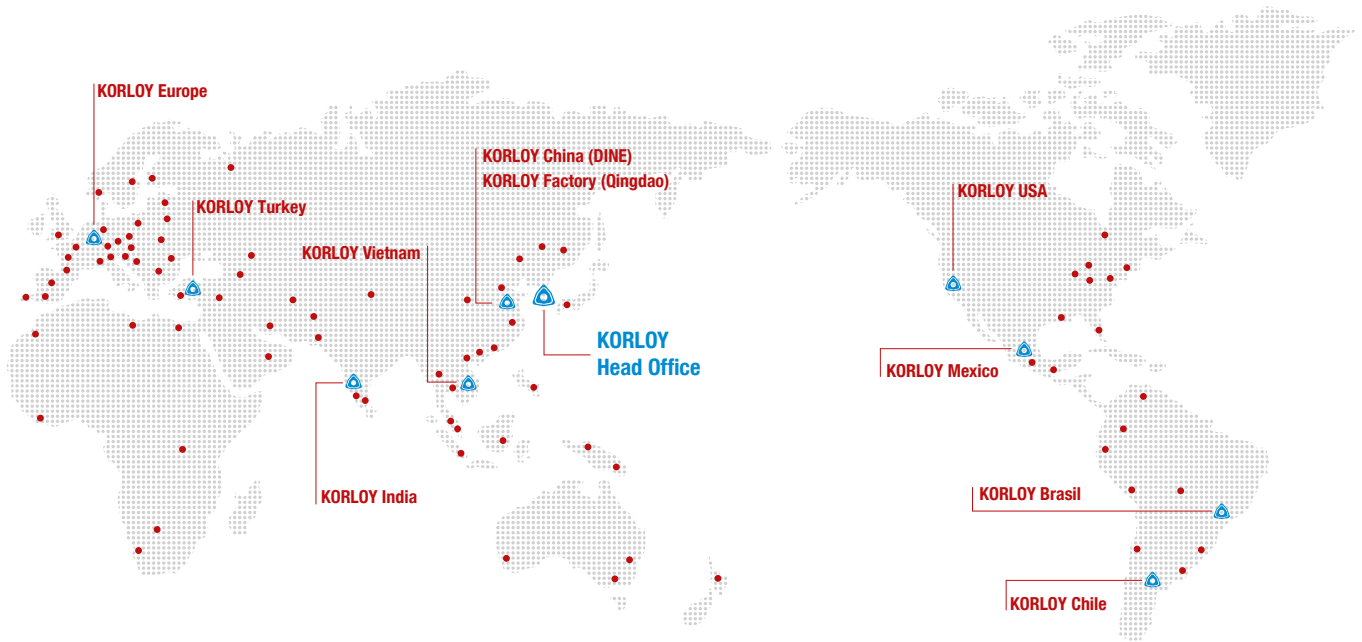 KORLOY Europe
KORLOY China (DINE)
KORLOY Factory (Qingdao)
KORLOY USA
KORLOY Turkey
KORLOY Vietnam
KORLOY
Head Office
KORLOY Mexico
KORLOY India
KORLOY Brasil
KORLOY Chile